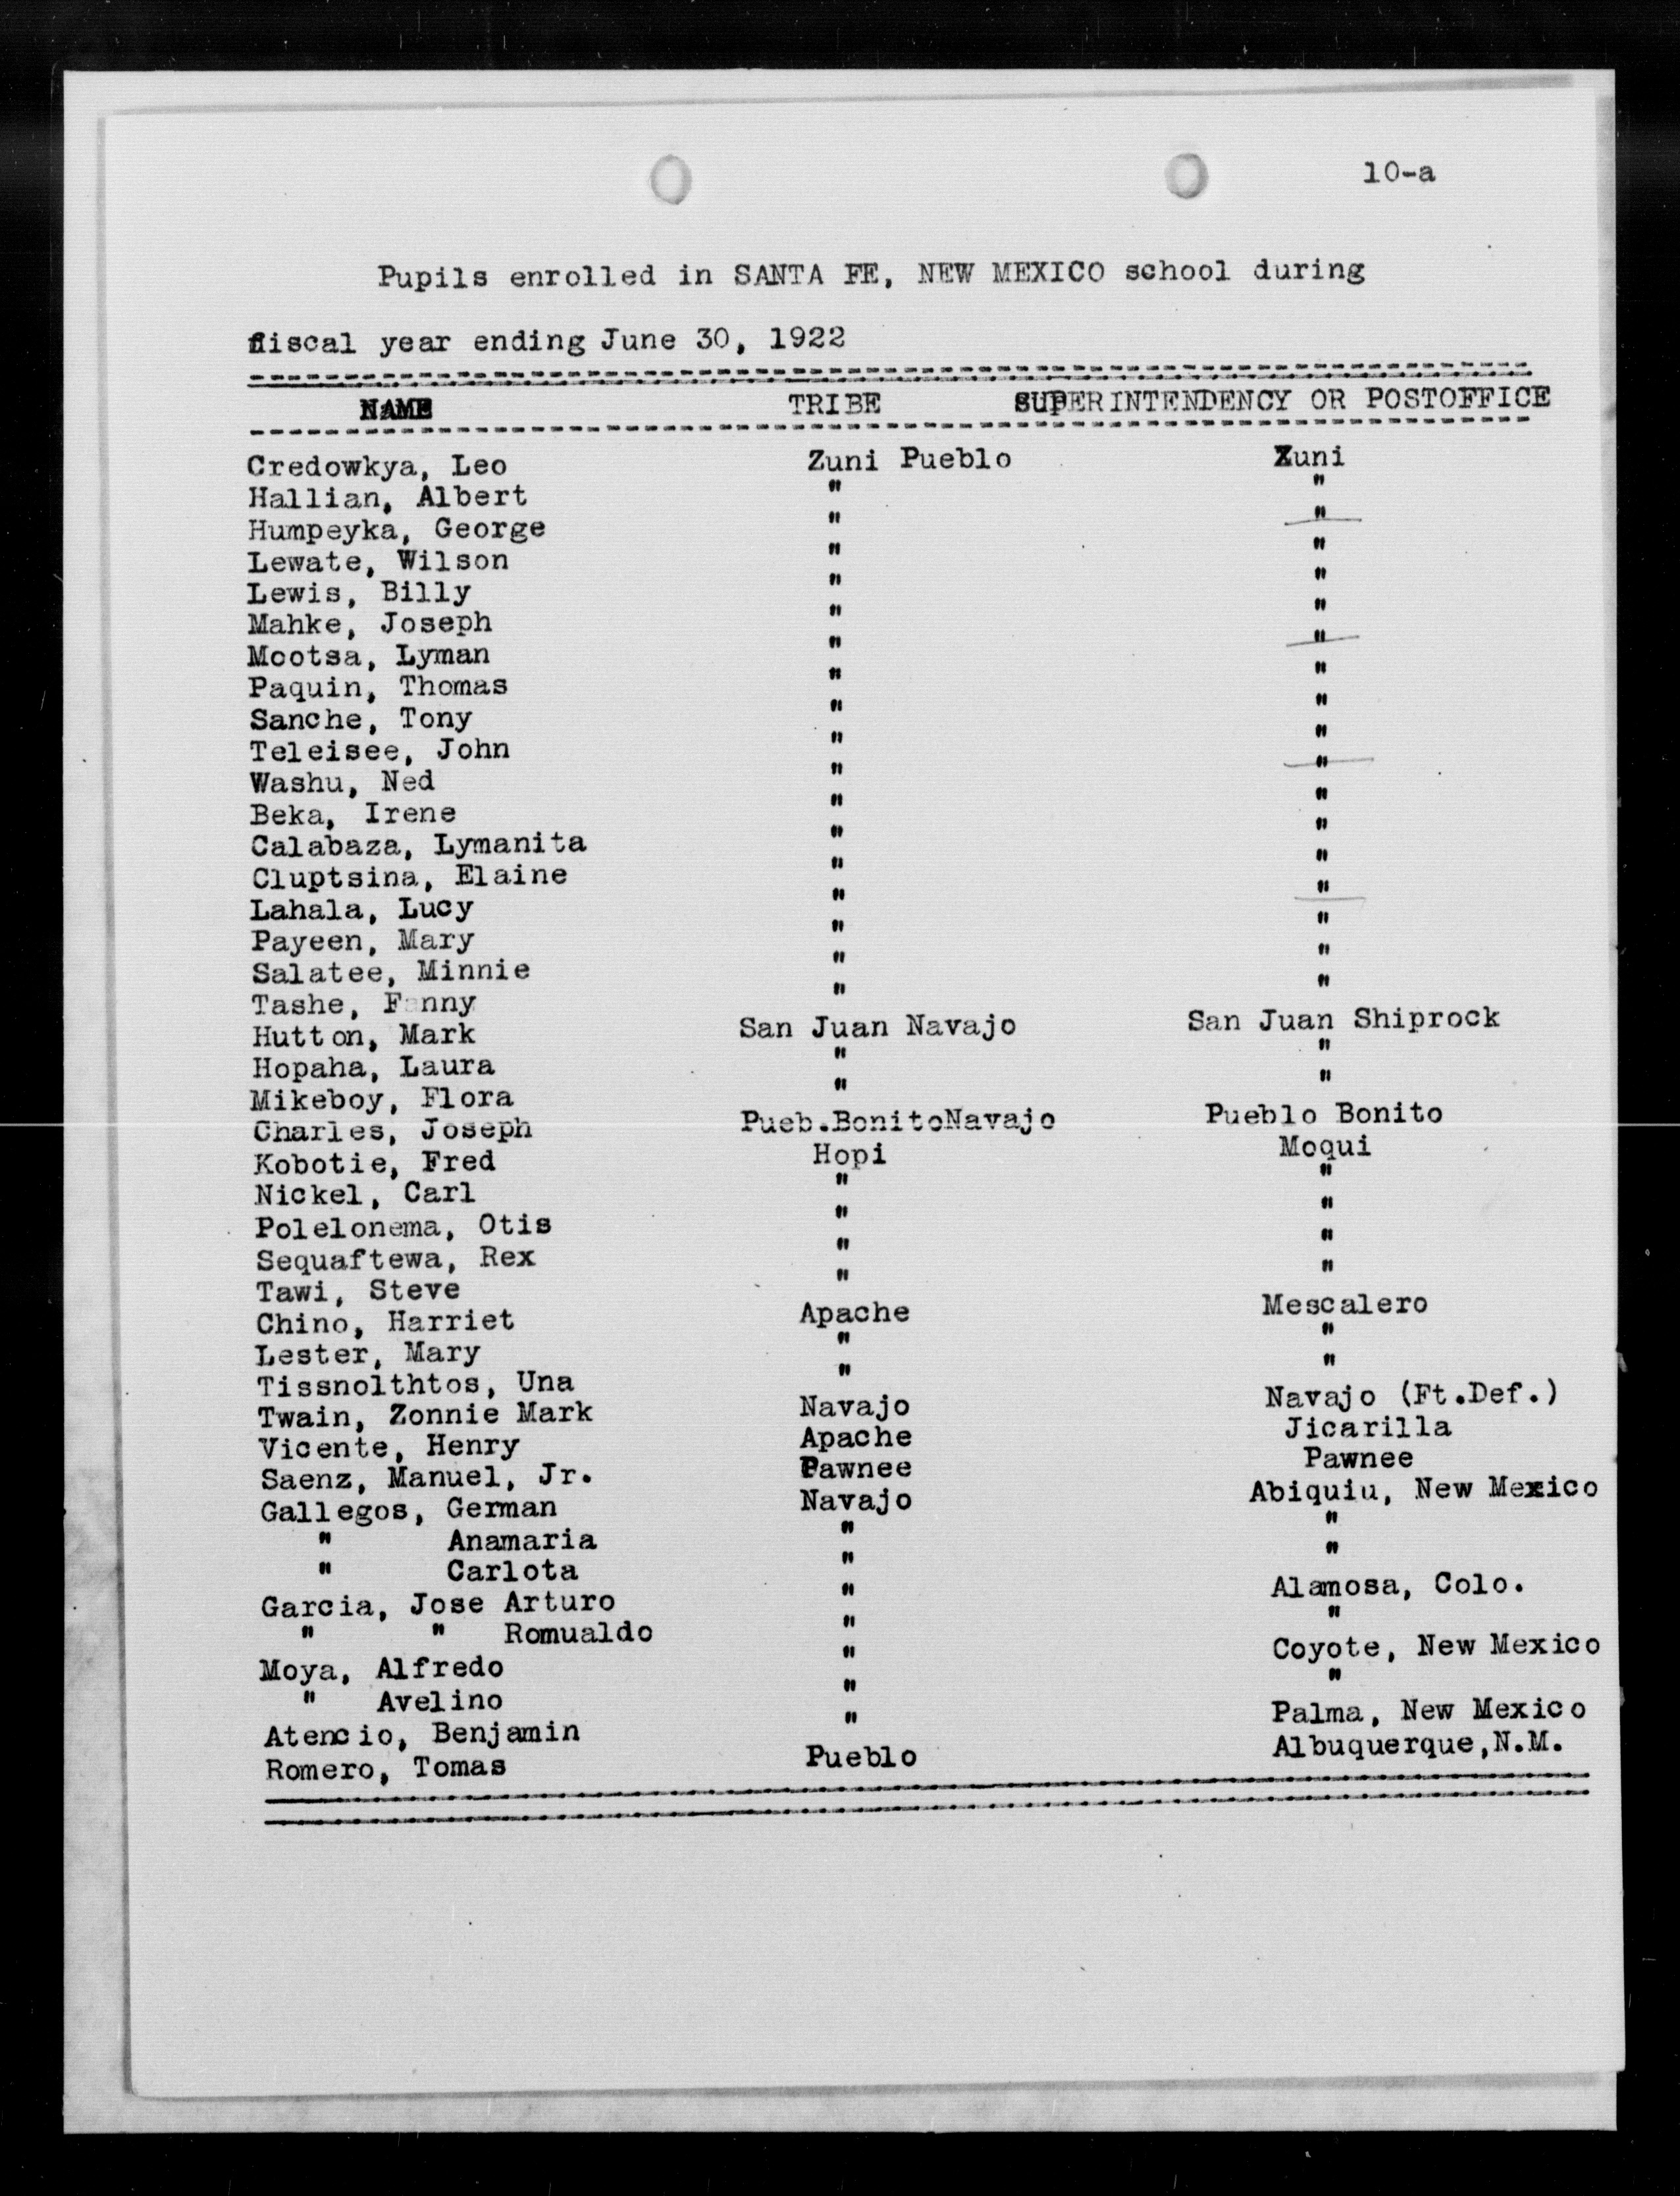 10-a
Pupils enrolled in SANTA FE, NEW MEXICO school during
fiscal year ending June 30, 1922
NAME TRIBE SUPERINTENDENCY OR POSTOFFICE
Credowkya, Leo Zuni Pueblo Zuni
Hallian, Albert " "
Humpeyka, George " "
Lewate, Wilson " "
Lewis, Billy " "
Mahke, Joseph " "
Mootsa, Lyman " "
Paquin, Thomas " "
Sanche, Tony " "
Teleisee, John " "
Washu, Ned " "
Beka, Irene " "
Calabaza, Lymanita " "
Cluptsina, Elaine " "
Lahala, Lucy " "
Payeen, Mary " "
Salatee, Minnie " "
Tashe, Fanny " "
Hutton, Mark San Juan Navajo San Juan Shiprock
Hopaha, Laura " "
Mikeboy, Flora " "
Charles, Joseph Pueb.BonitoNavajo Pueblo Bonito
Kobotie, Fred Hopi Moqui
Nickel, Carl " "
Polelonema, Otis " "
Sequaftewa, Rex " "
Tawi, Steve " "
Chino, Harriet Apache Mescalero
Lester, Mary " "
Tissnolthtos, Una " "
Twain, Zonnie Mark Navajo Navajo (Ft.Def.)
Vicente, Henry Apache Jicarilla
Saenz, Manuel, Jr. Pawnee Pawnee
Gallegos, German Navajo Abiquiu, New Mexico
" Anamaria " "
" Carlota " "
Garcia, Jose Arturo " Alamosa, Colo.
" " Romualdo " "
Moya, Alfredo " Coyote, New Mexico
" Avelino " "
Atencio, Benjamin " Palma, New Mexico
Romero, Tomas Pueblo Albuquerque,N.M.